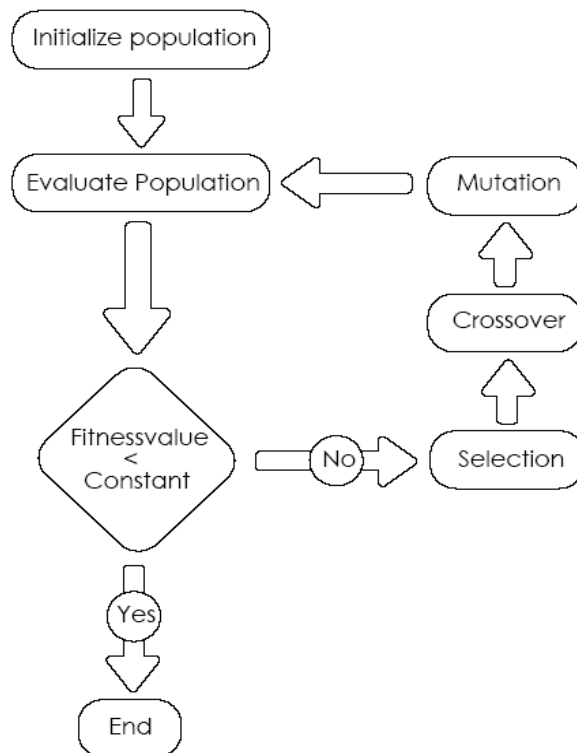 Initialize population
Evaluate Population
Mutation
Crossover
Fitnessvalue
<
Constant
No
Selection
Yes
End